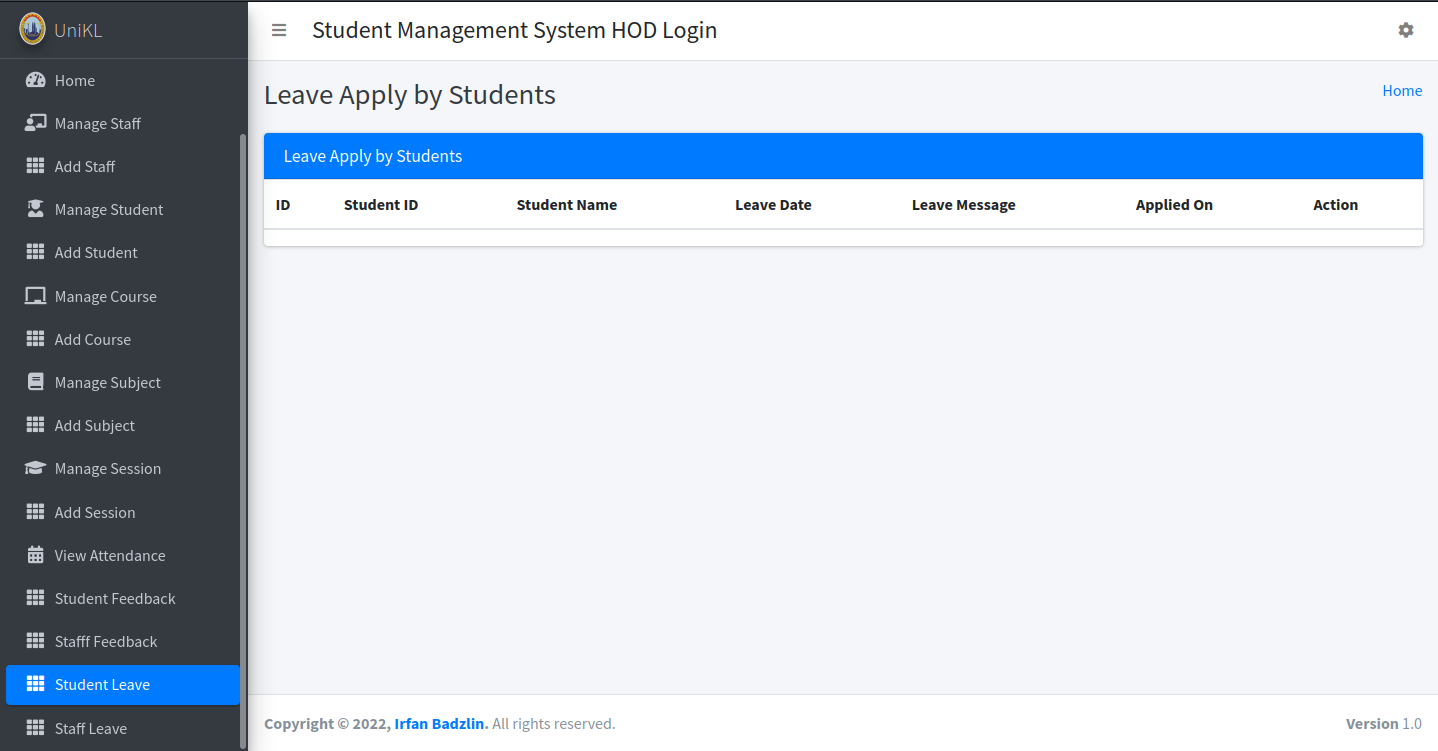 UniKL
Home
Manage Staff
Add Staff
Manage Student
Add Student
Manage Course
Add Course
Manage Subject
Add Subject
Manage Session
Add Session
View Attendance
Student Feedback
Stafff Feedback
Student Leave
Staff Leave
Student Management System HOD Login
Leave Apply by Students
Home
Leave Apply by Students
ID Student ID Student Name Leave Date Leave Message Applied On Action
Copyright © 2022, Irfan Badzlin. All rights reserved.
Version 1.0